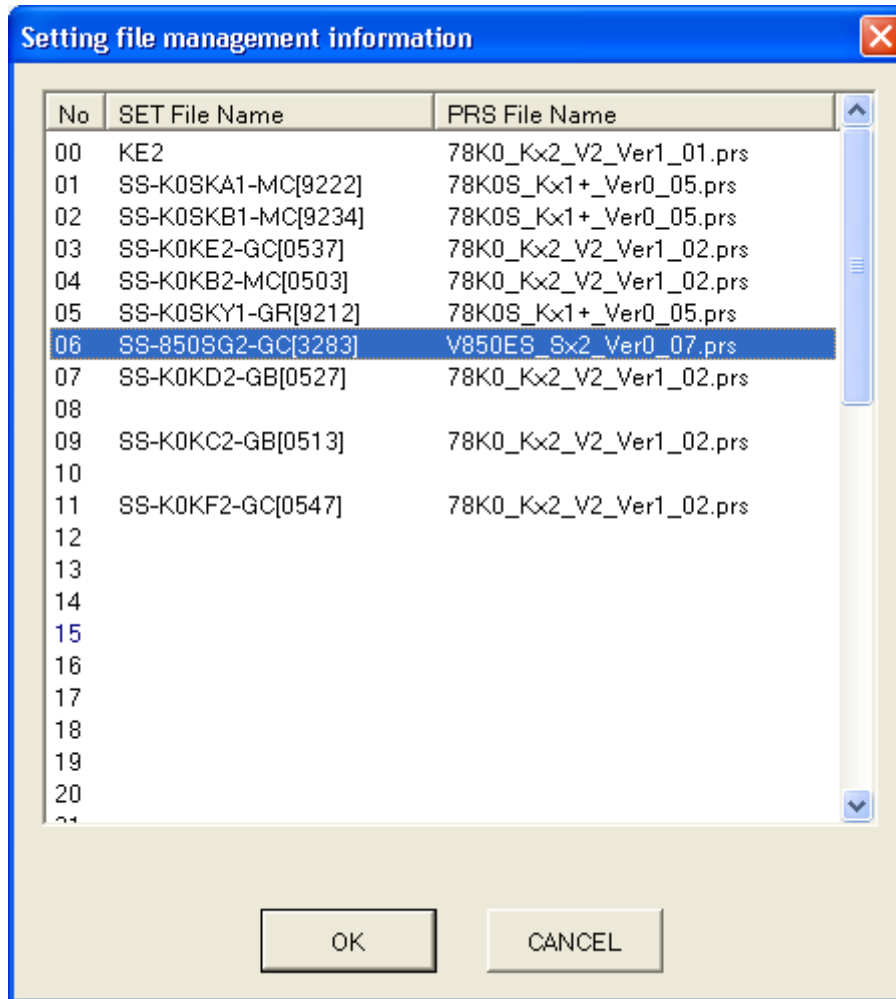 Setting file management information
No SET File Name PRS File Name
00 KE2 78K0_Kx2_V2_Ver1_01.prs
01 SS-K0SKA1-MC[9222] 78K0S_Kx1+_Ver0_05.prs
02 SS-K0SKB1-MC[9234] 78K0S_Kx1+_Ver0_05.prs
03 SS-K0KE2-GC[0537] 78K0_Kx2_V2_Ver1_02.prs
04 SS-K0KB2-MC[0503] 78K0_Kx2_V2_Ver1_02.prs
05 SS-K0SKY1-GR[9212] 78K0S_Kx1+_Ver0_05.prs
06 SS-850SG2-GC[3283] V850ES_Sx2_Ver0_07.prs
07 SS-K0KD2-GB[0527] 78K0_Kx2_V2_Ver1_02.prs
08
09 SS-K0KC2-GB[0513] 78K0_Kx2_V2_Ver1_02.prs
10
11 SS-K0KF2-GC[0547] 78K0_Kx2_V2_Ver1_02.prs
12
13
14
15
16
17
18
19
20
OK CANCEL